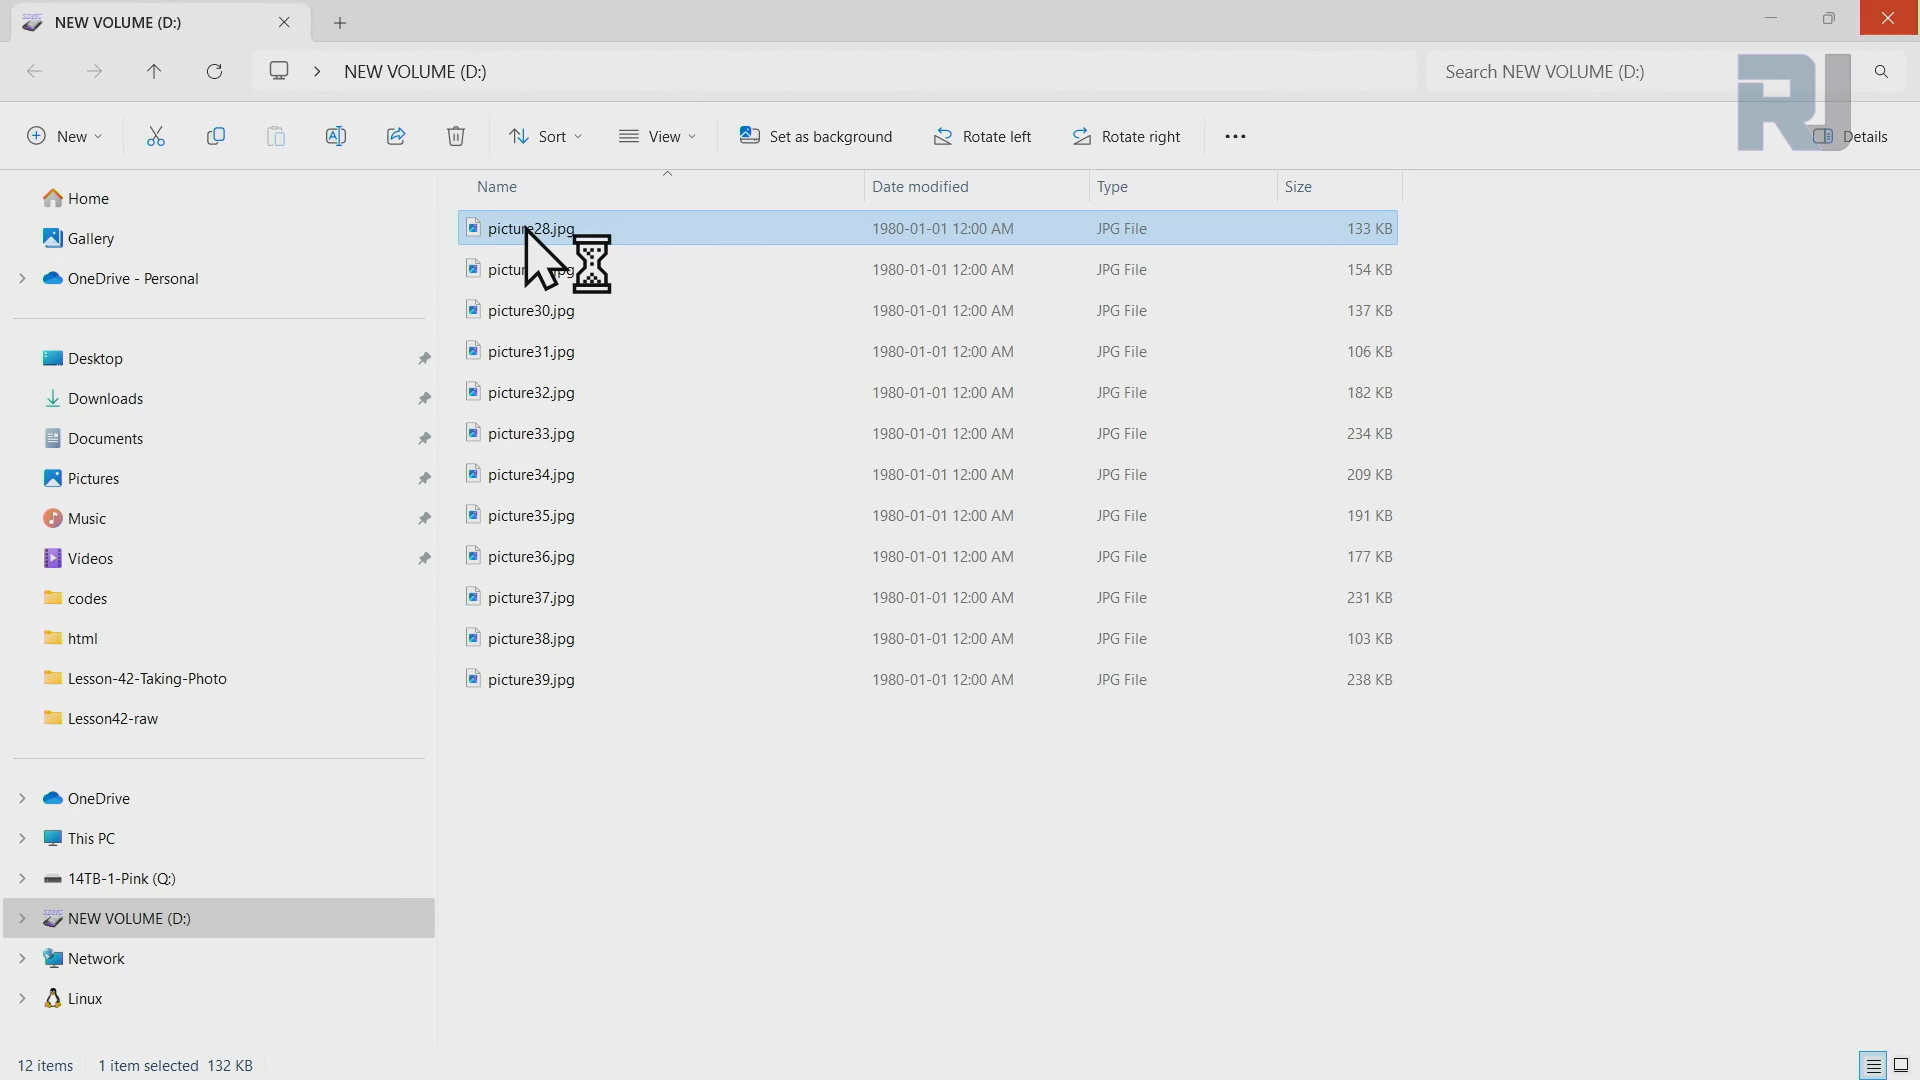 NEW VOLUME (D:)
NEW VOLUME (D:)
Search NEW VOLUME (D:)
RJ
New
Sort
View
Set as background
Rotate left
Rotate right
Details
Name
Date modified
Type
Size
picture28.jpg 1980-01-01 12:00 AM JPG File 133 KB
1980-01-01 12:00 AM JPG File 154 KB
picture30.jpg 1980-01-01 12:00 AM JPG File 137 KB
picture31.jpg 1980-01-01 12:00 AM JPG File 106 KB
picture32.jpg 1980-01-01 12:00 AM JPG File 182 KB
picture33.jpg 1980-01-01 12:00 AM JPG File 234 KB
picture34.jpg 1980-01-01 12:00 AM JPG File 209 KB
picture35.jpg 1980-01-01 12:00 AM JPG File 191 KB
picture36.jpg 1980-01-01 12:00 AM JPG File 177 KB
picture37.jpg 1980-01-01 12:00 AM JPG File 231 KB
picture38.jpg 1980-01-01 12:00 AM JPG File 103 KB
picture39.jpg 1980-01-01 12:00 AM JPG File 238 KB
Home
Gallery
OneDrive - Personal
Desktop
Downloads
Documents
Pictures
Music
Videos
codes
html
Lesson-42-Taking-Photo
Lesson42-raw
OneDrive
This PC
14TB-1-Pink (Q:)
NEW VOLUME (D:)
Network
Linux
12 items 1 item selected 132 KB